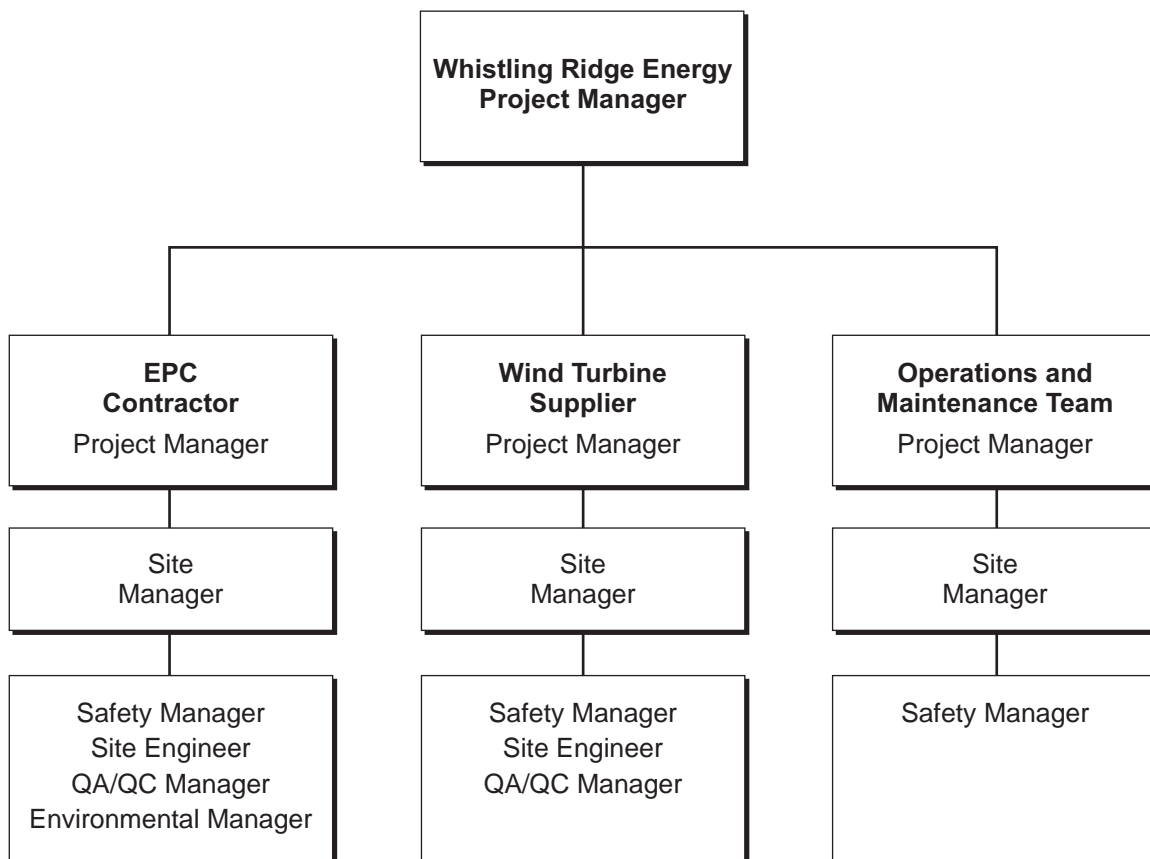 Whistling Ridge Energy
Project Manager
EPC
Contractor
Project Manager
Wind Turbine
Supplier
Project Manager
Operations and
Maintenance Team
Project Manager
Site
Manager
Site
Manager
Site
Manager
Safety Manager
Site Engineer
QA/QC Manager
Environmental Manager
Safety Manager
Site Engineer
QA/QC Manager
Safety Manager